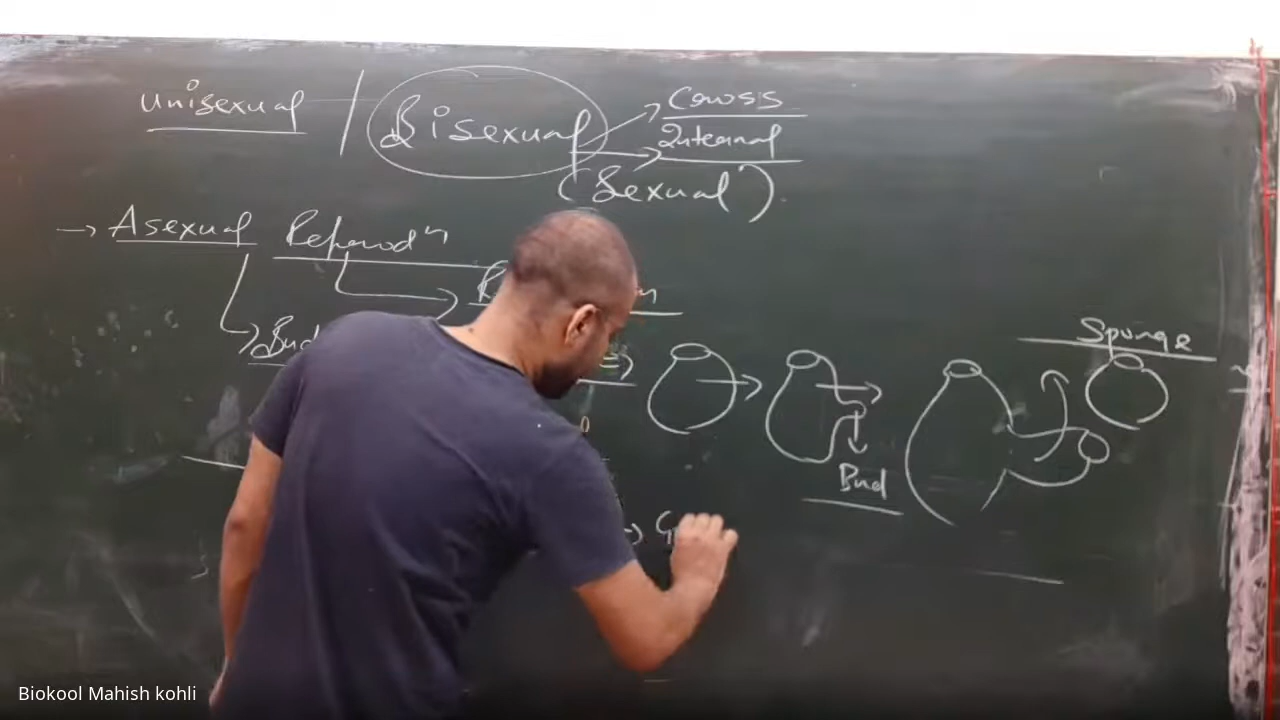 unisexual | Bisexual → Cross
→ Internal
(Sexual)
→ Asexual Reprodn
Bud
Sponge
Bud
Biokool Mahish kohli